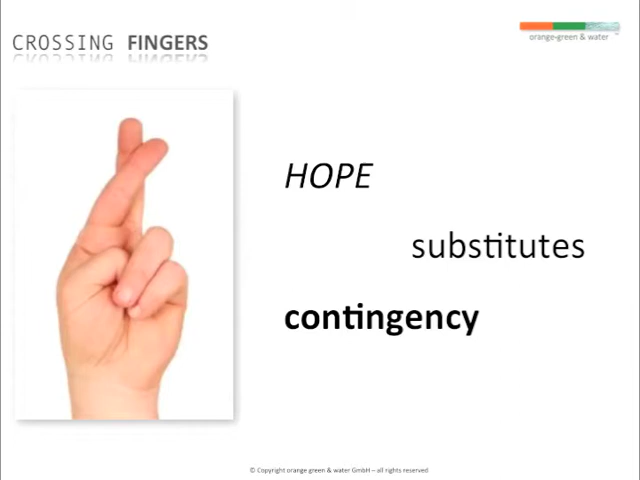 CROSSING FINGERS
orange-green & water
HOPE
substitutes
contingency
© Copyright orange green & water GmbH – all rights reserved